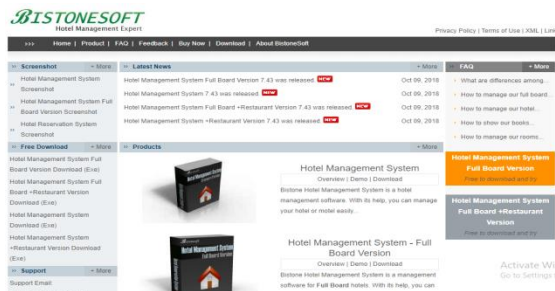 BISTONESOFT
Hotel Management Expert
Privacy Policy | Terms of Use | XML |
Home | Product | FAQ | Feedback | Buy Now | Download | About BistoneSoft
Screenshot + More
Hotel Management System
Screenshot
Hotel Management System Full
Board Version Screenshot
Hotel Reservation System
Screenshot
Free Download + More
Hotel Management System Full
Board Version Download (Exe)
Hotel Management System Full
Board +Restaurant Version
Download (Exe)
Hotel Management System
Download (Exe)
Hotel Management System
+Restaurant Version Download
(Exe)
Support + More
Support Email
Latest News + More
Hotel Management System Full Board Version 7.43 was released. NEW Oct 09, 2018
Hotel Management System 7.43 was released. NEW Oct 09, 2018
Hotel Management System Full Board +Restaurant Version 7.43 was released. NEW Oct 09, 2018
Hotel Management System +Restaurant Version 7.43 was released. NEW Oct 09, 2018
Products + More
Hotel Management System
Overview | Demo | Download
Bistone Hotel Management System is a hotel
management software. With its help, you can manage
your hotel or motel easily.
Hotel Management System - Full
Board Version
Overview | Demo | Download
Bistone Hotel Management System is a management
software for Full Board hotels. With its help, you can
FAQ + More
What are differences among...
How to manage our full board...
How to manage our hotel...
How to show our books...
How to manage our rooms...
Hotel Management System
Full Board Version
Free to download and try
Hotel Management System
Full Board +Restaurant
Version
Free to download and try
Activate
Go to Settings